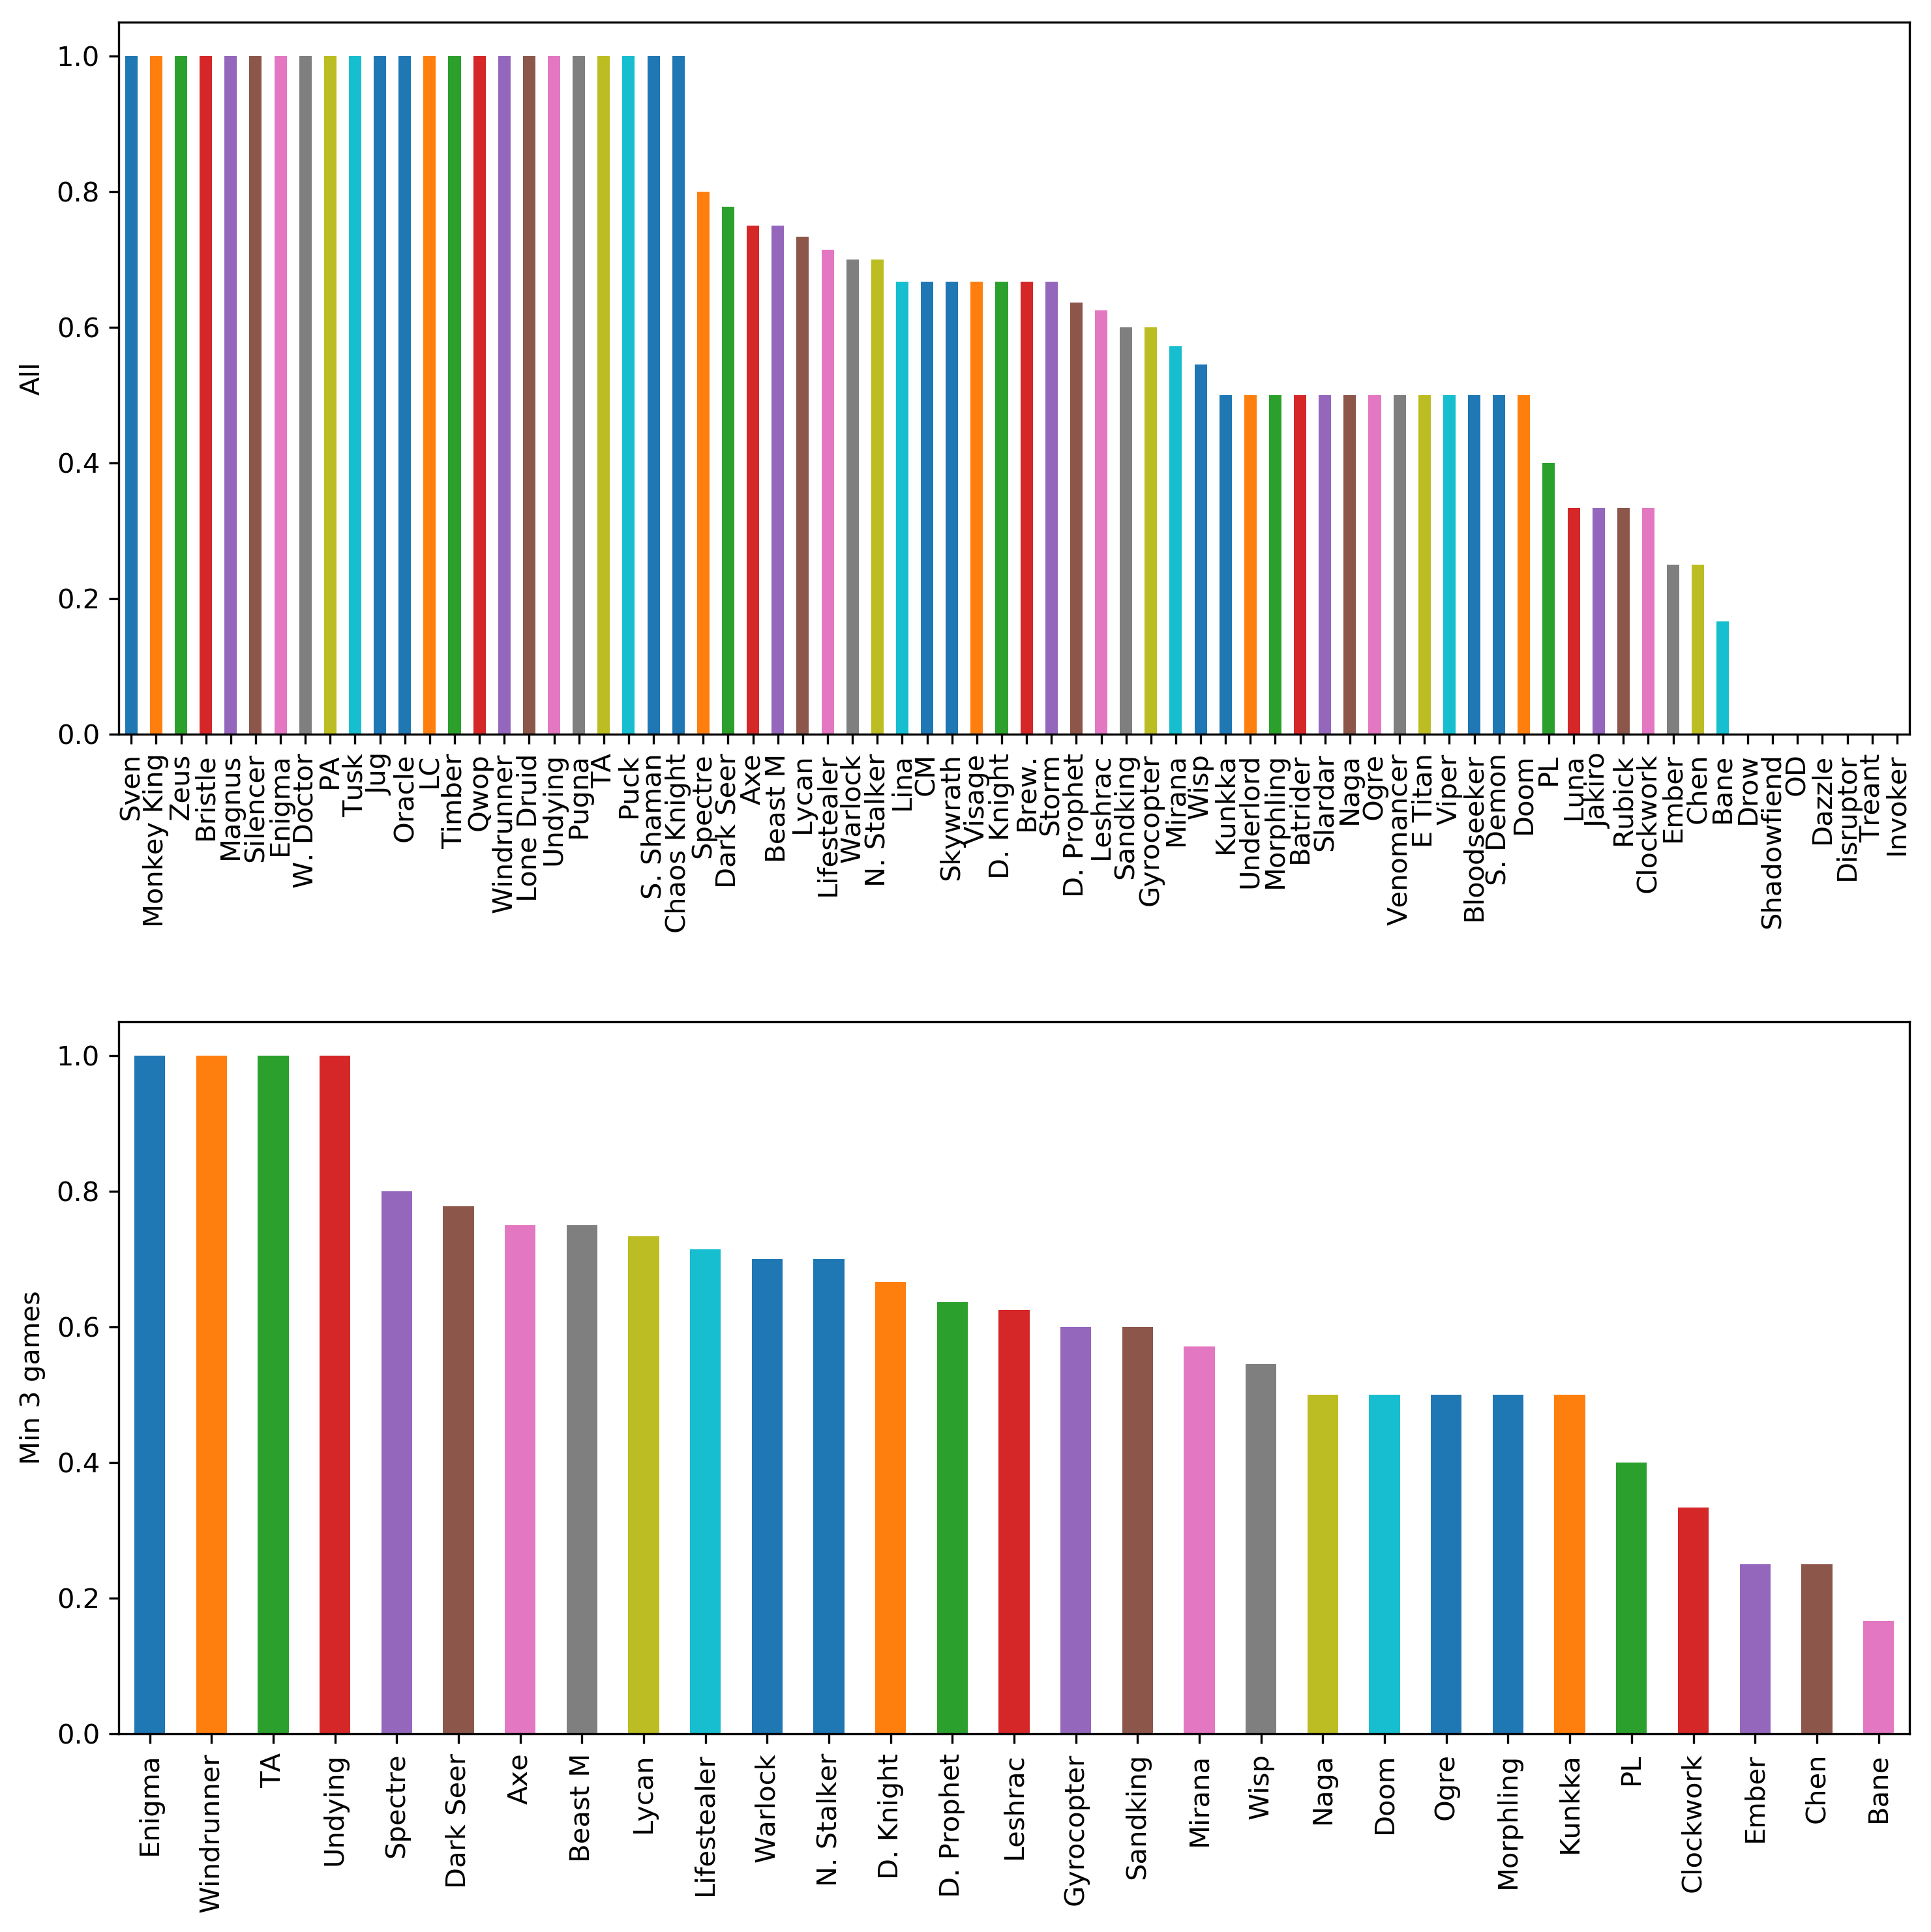 All
1.0
0.8
0.6
0.4
0.2
0.0
Sven
Monkey King
Zeus
Bristle
Magnus
Silencer
Enigma
W. Doctor
PA
Tusk
Jug
Oracle
LC
Timber
Qwop
Windrunner
Lone Druid
Undying
Pugna
TA
Puck
S. Shaman
Chaos Knight
Spectre
Dark Seer
Axe
Beast M
Lycan
Lifestealer
Warlock
N. Stalker
Lina
CM
Skywrath
Visage
D. Knight
Brew.
Storm
D. Prophet
Leshrac
Sandking
Gyrocopter
Mirana
Wisp
Kunkka
Underlord
Morphling
Batrider
Slardar
Naga
Ogre
Venomancer
E Titan
Viper
Bloodseeker
S. Demon
Doom
PL
Luna
Jakiro
Rubick
Clockwork
Ember
Chen
Bane
Drow
Shadowfiend
OD
Dazzle
Disruptor
Treant
Invoker
Min 3 games
1.0
0.8
0.6
0.4
0.2
0.0
Enigma
Windrunner
TA
Undying
Spectre
Dark Seer
Axe
Beast M
Lycan
Lifestealer
Warlock
N. Stalker
D. Knight
D. Prophet
Leshrac
Gyrocopter
Sandking
Mirana
Wisp
Naga
Doom
Ogre
Morphling
Kunkka
PL
Clockwork
Ember
Chen
Bane